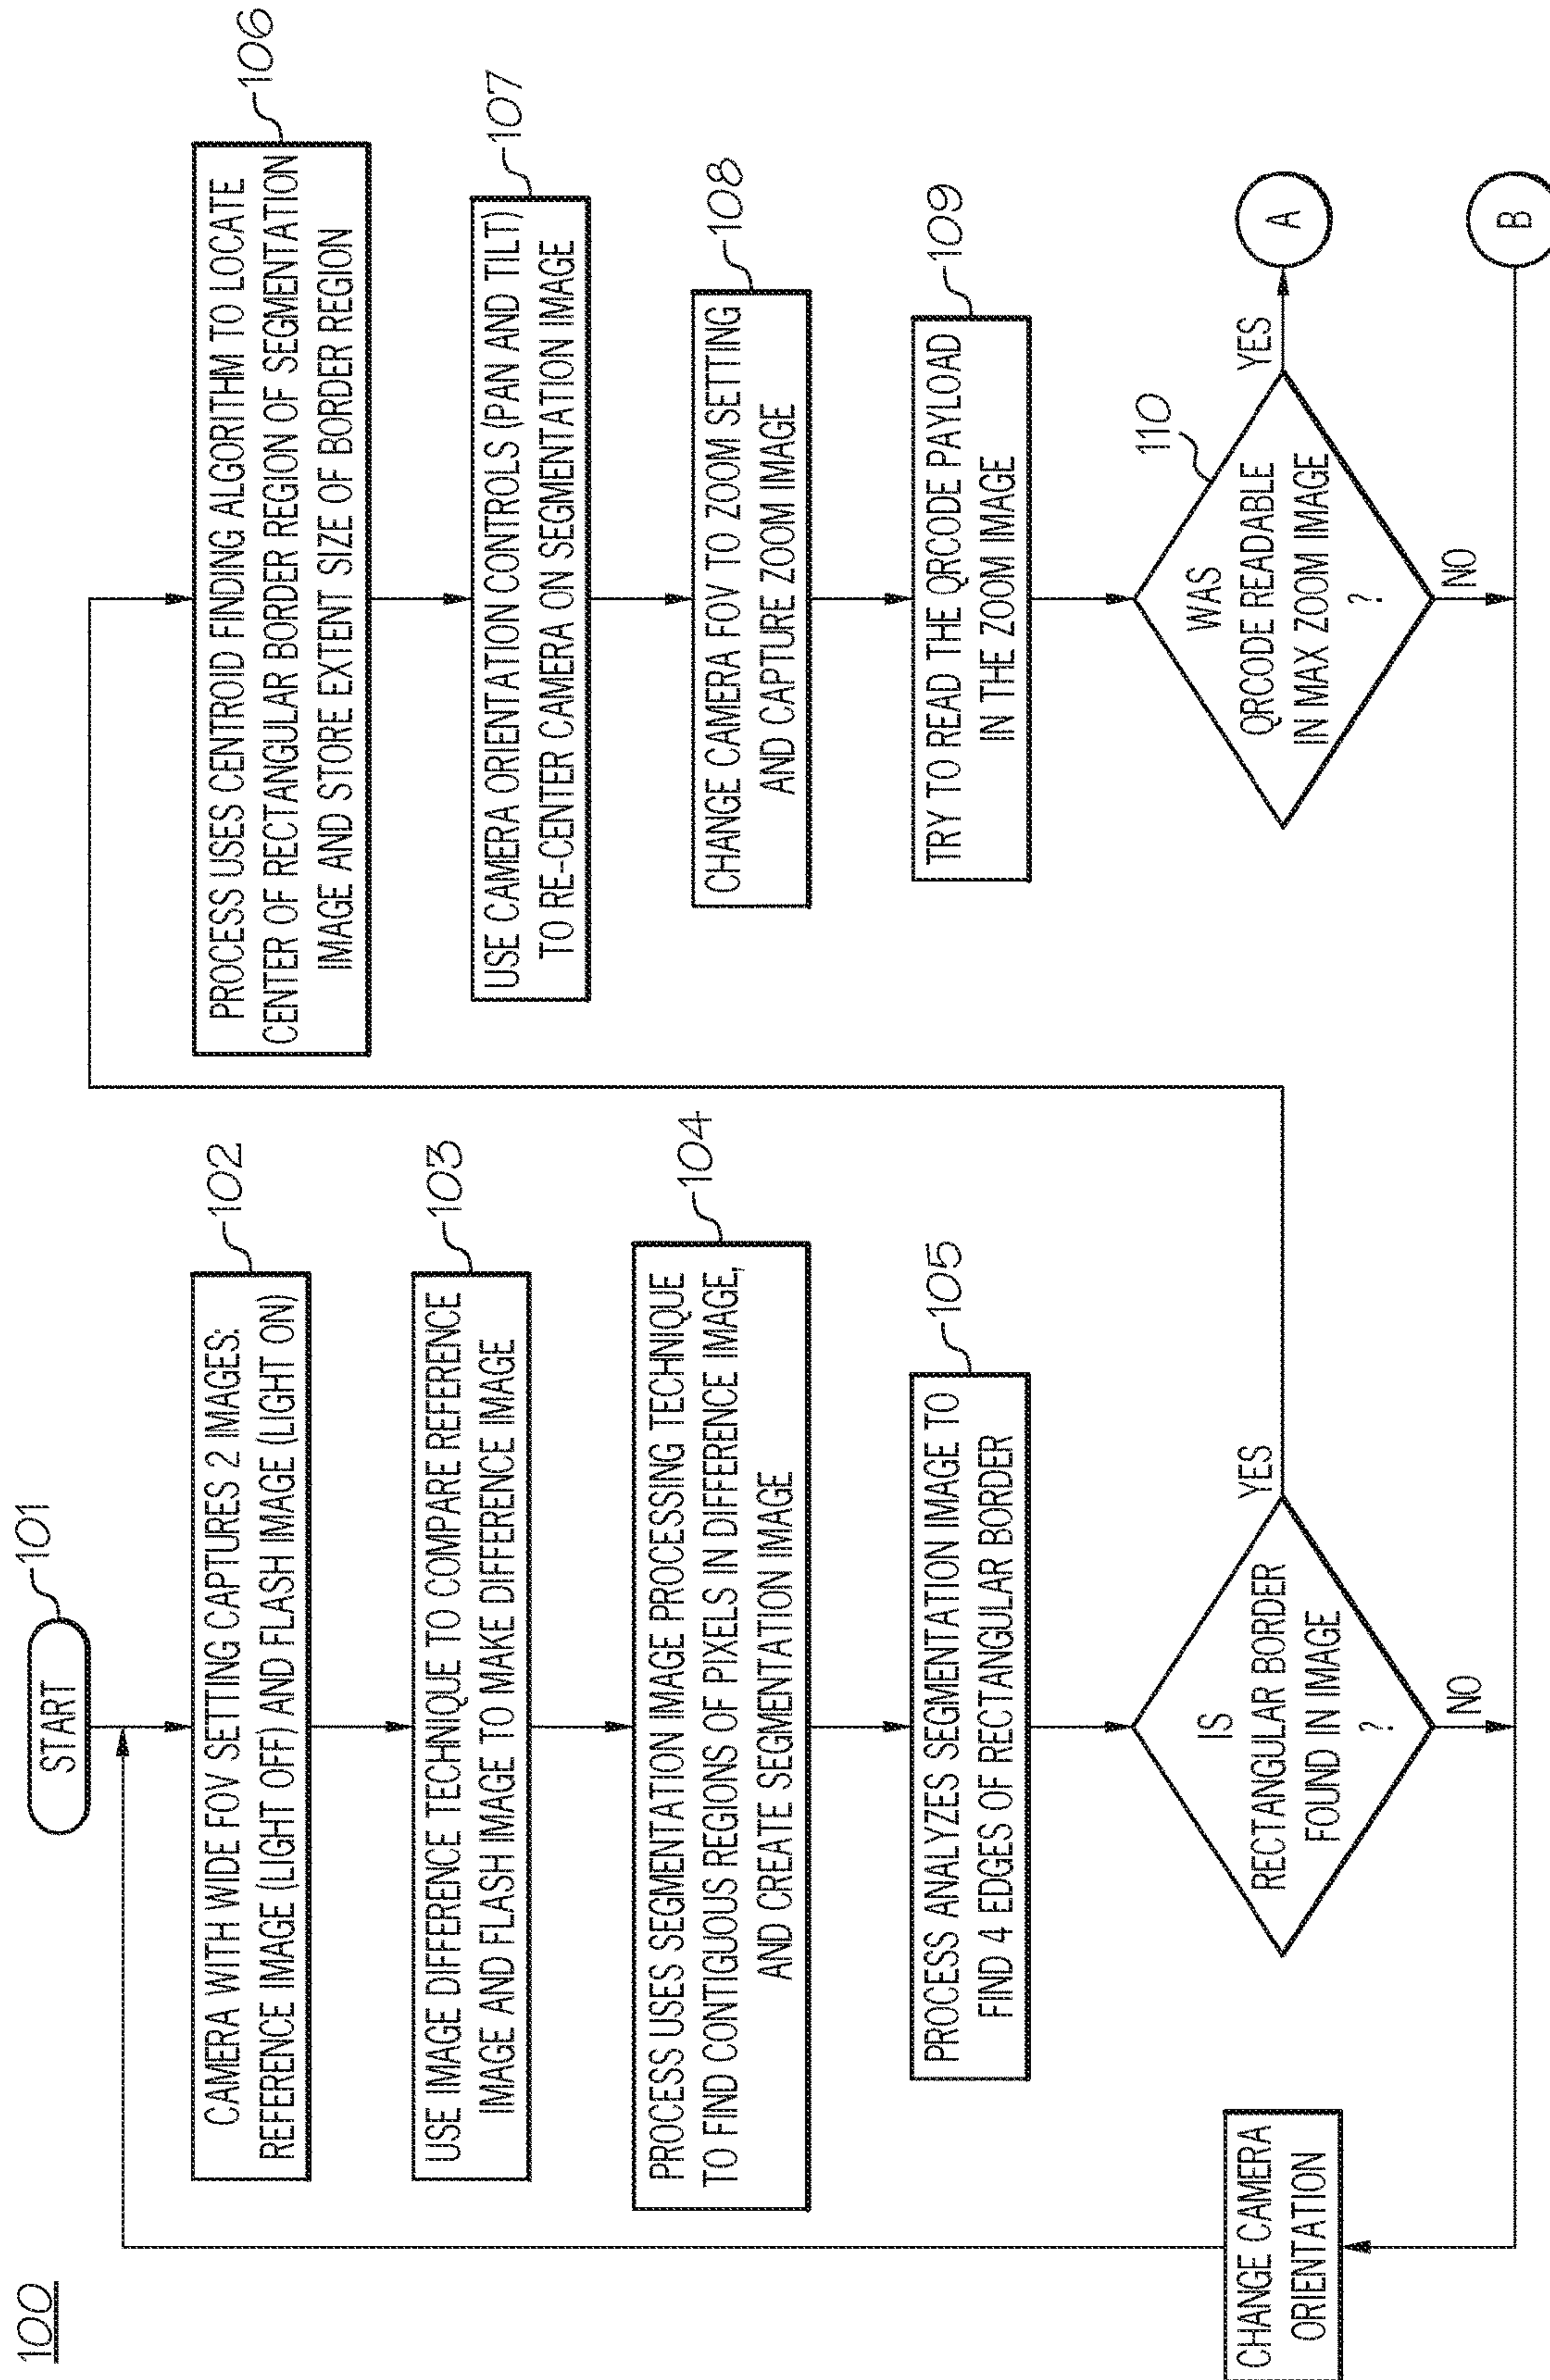 100
START
101
CAMERA WITH WIDE FOV SETTING CAPTURES 2 IMAGES:
REFERENCE IMAGE (LIGHT OFF) AND FLASH IMAGE (LIGHT ON)
102
USE IMAGE DIFFERENCE TECHNIQUE TO COMPARE REFERENCE
IMAGE AND FLASH IMAGE TO MAKE DIFFERENCE IMAGE
103
PROCESS USES SEGMENTATION IMAGE PROCESSING TECHNIQUE
TO FIND CONTIGUOUS REGIONS OF PIXELS IN DIFFERENCE IMAGE,
AND CREATE SEGMENTATION IMAGE
104
PROCESS ANALYZES SEGMENTATION IMAGE TO
FIND 4 EDGES OF RECTANGULAR BORDER
105
IS
RECTANGULAR BORDER
FOUND IN IMAGE
?
YES
NO
CHANGE CAMERA
ORIENTATION
PROCESS USES CENTROID FINDING ALGORITHM TO LOCATE
CENTER OF RECTANGULAR BORDER REGION OF SEGMENTATION
IMAGE AND STORE EXTENT SIZE OF BORDER REGION
106
USE CAMERA ORIENTATION CONTROLS (PAN AND TILT)
TO RE-CENTER CAMERA ON SEGMENTATION IMAGE
107
CHANGE CAMERA FOV TO ZOOM SETTING
AND CAPTURE ZOOM IMAGE
108
TRY TO READ THE QRCODE PAYLOAD
IN THE ZOOM IMAGE
109
WAS
QRCODE READABLE
IN MAX ZOOM IMAGE
?
110
YES
A
NO
B